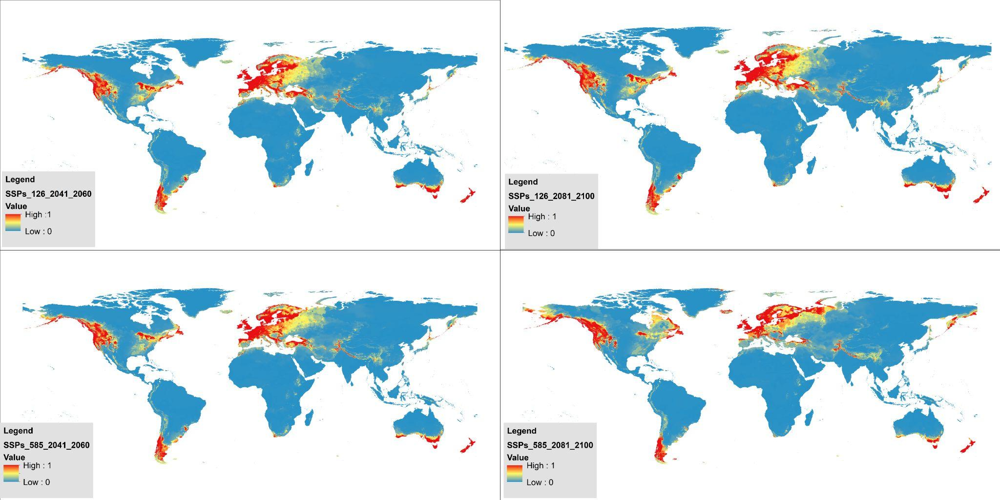 Legend
SSPs_126_2041_2060
Value
High :1
Low : 0
Legend
SSPs_126_2081_2100
Value
High : 1
Low : 0
Legend
SSPs_585_2041_2060
Value
High : 1
Low : 0
Legend
SSPs_585_2081_2100
Value
High : 1
Low : 0